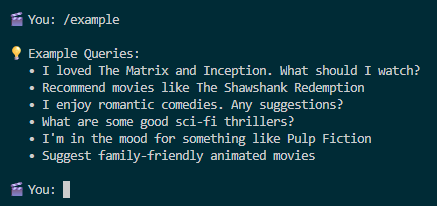 🎬 You: /example
💡 Example Queries:
• I loved The Matrix and Inception. What should I watch?
• Recommend movies like The Shawshank Redemption
• I enjoy romantic comedies. Any suggestions?
• What are some good sci-fi thrillers?
• I'm in the mood for something like Pulp Fiction
• Suggest family-friendly animated movies
🎬 You: